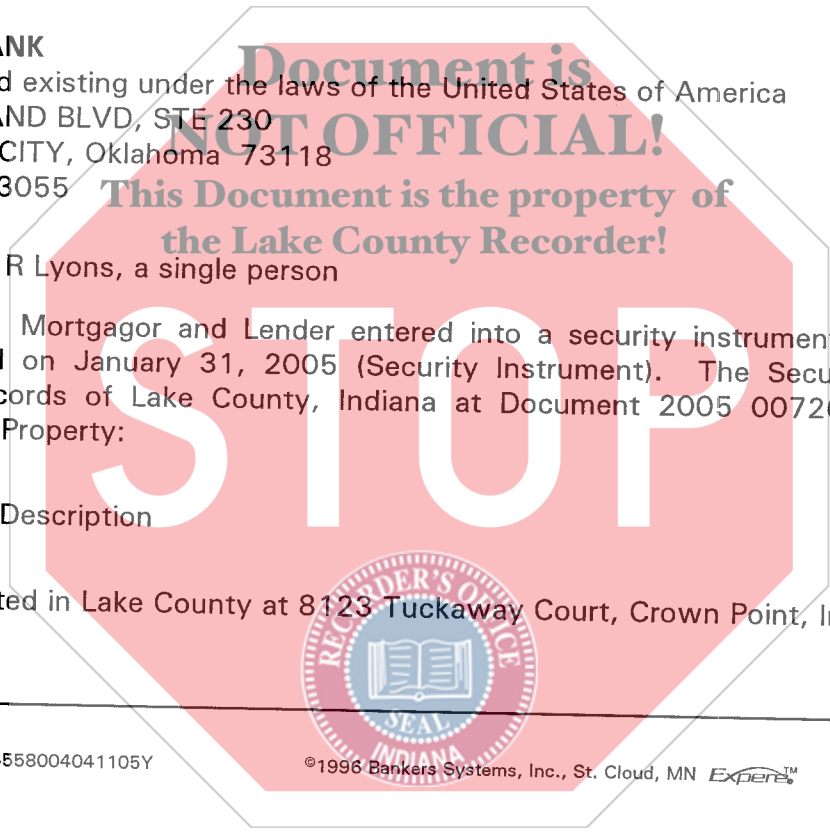 ANK
d existing under the laws of the United States of America
AND BLVD, STE 230
CITY, Oklahoma 73118
3055
R Lyons, a single person
Mortgagor and Lender entered into a security instrument
on January 31, 2005 (Security Instrument). The Secu
cords of Lake County, Indiana at Document 2005 0072
Property:
Description
ted in Lake County at 8123 Tuckaway Court, Crown Point, I
558004041105Y
©1996 Bankers Systems, Inc., St. Cloud, MN Expere™
Document is
NOT OFFICIAL!
This Document is the property of
the Lake County Recorder!
STOP
RECORDER'S OFFICE
SEAL
INDIANA